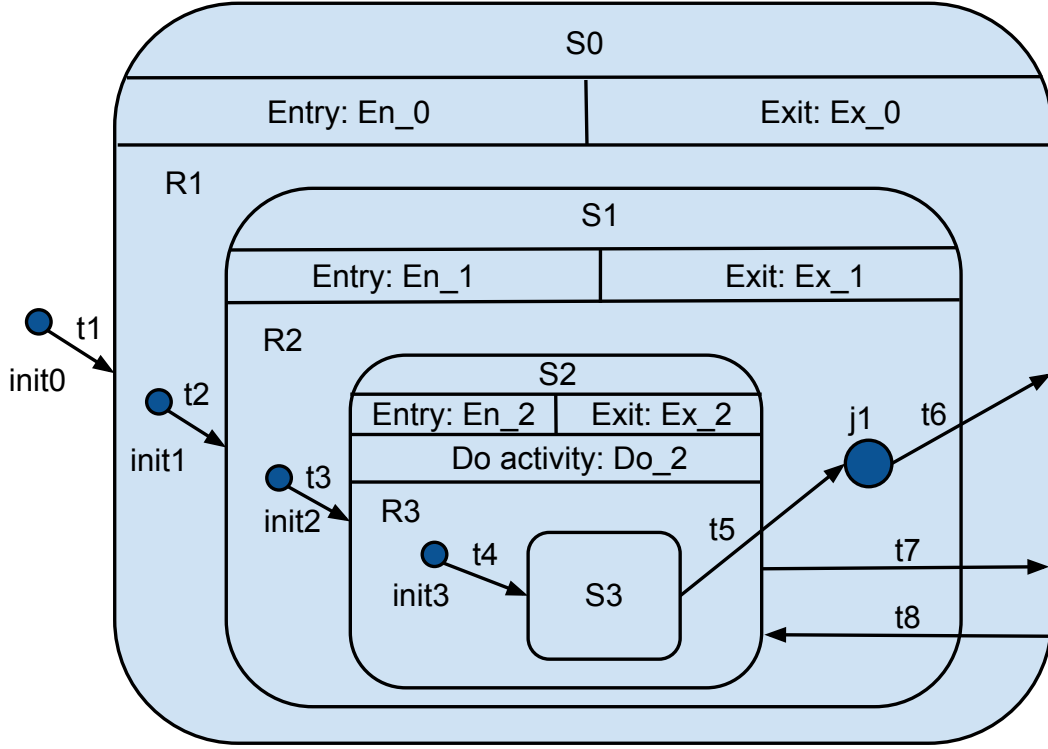 S0
Entry: En_0
Exit: Ex_0
R1
S1
Entry: En_1
Exit: Ex_1
t1
init0
R2
t2
init1
S2
Entry: En_2
Exit: Ex_2
Do activity: Do_2
j1
t6
t3
init2
R3
t4
init3
S3
t5
t7
t8